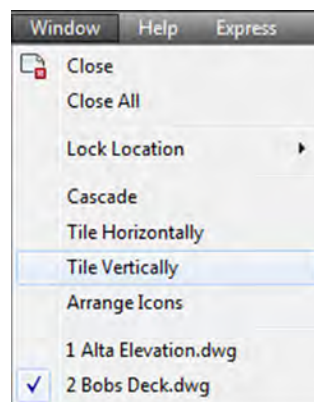 Window Help Express
Close
Close All
Lock Location
Cascade
Tile Horizontally
Tile Vertically
Arrange Icons
1 Alta Elevation.dwg
2 Bobs Deck.dwg